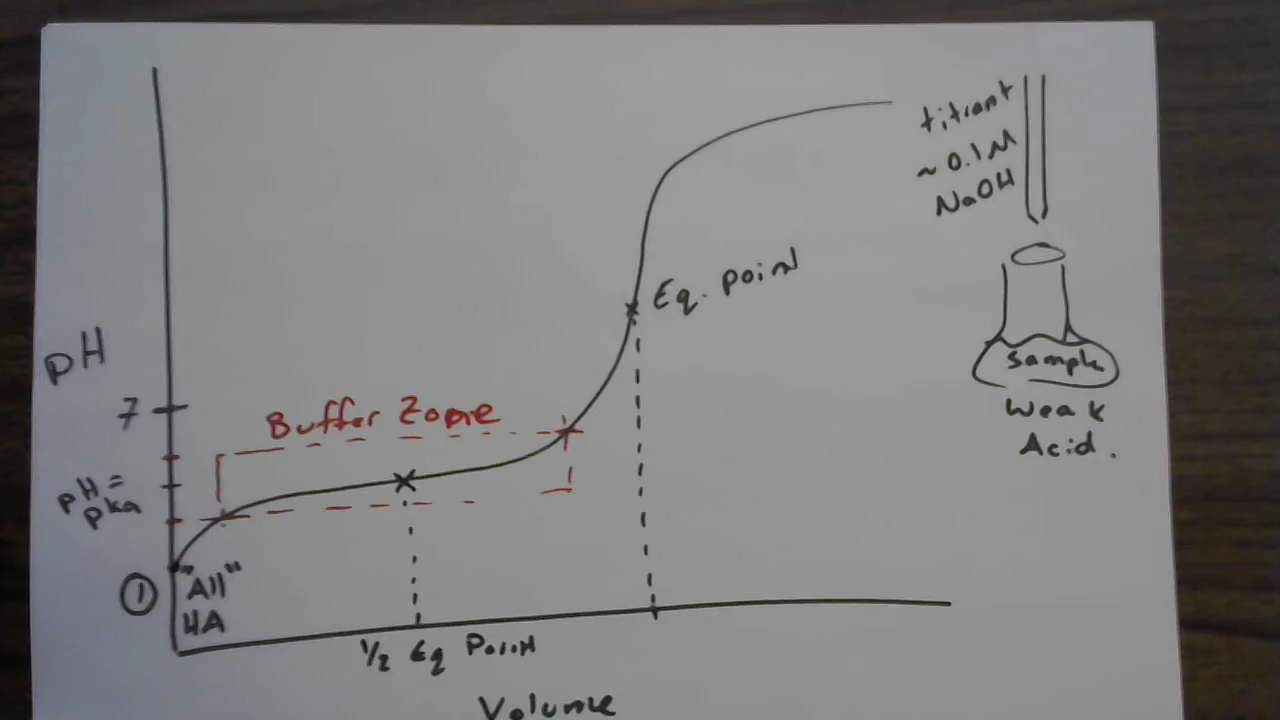 titrant
~ 0.1M
NaOH
Eq. point
pH
7
Buffer Zone
sample
Weak
Acid.
pH =
pka
① "All"
HA
1/2 Eq Point
Volume